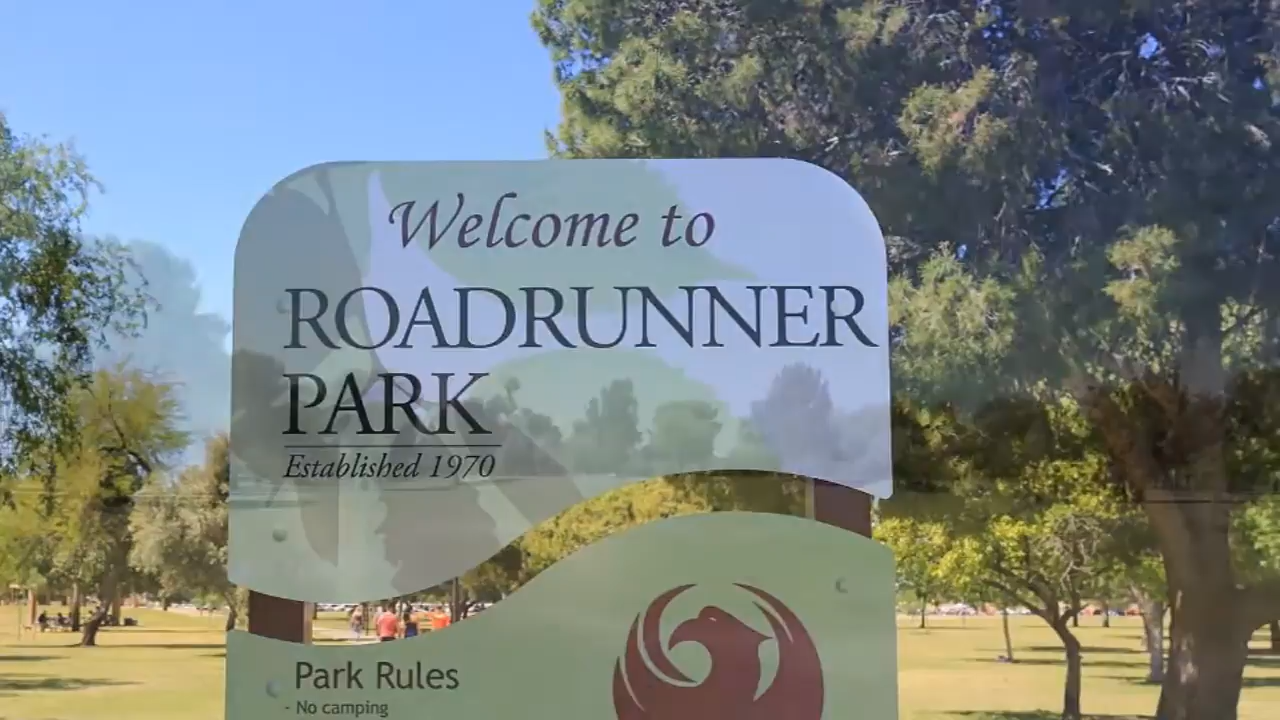 Welcome to
ROADRUNNER
PARK
Established 1970
Park Rules
- No camping